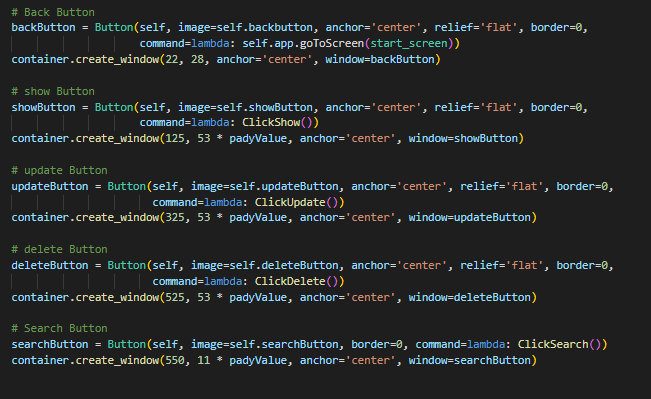 # Back Button
backButton = Button(self, image=self.backbutton, anchor='center', relief='flat', border=0,
command=lambda: self.app.goToScreen(start_screen))
container.create_window(22, 28, anchor='center', window=backButton)
# show Button
showButton = Button(self, image=self.showButton, anchor='center', relief='flat', border=0,
command=lambda: ClickShow())
container.create_window(125, 53 * padyValue, anchor='center', window=showButton)
# update Button
updateButton = Button(self, image=self.updateButton, anchor='center', relief='flat', border=0,
command=lambda: ClickUpdate())
container.create_window(325, 53 * padyValue, anchor='center', window=updateButton)
# delete Button
deleteButton = Button(self, image=self.deleteButton, anchor='center', relief='flat', border=0,
command=lambda: ClickDelete())
container.create_window(525, 53 * padyValue, anchor='center', window=deleteButton)
# Search Button
searchButton = Button(self, image=self.searchButton, border=0, command=lambda: ClickSearch())
container.create_window(550, 11 * padyValue, anchor='center', window=searchButton)